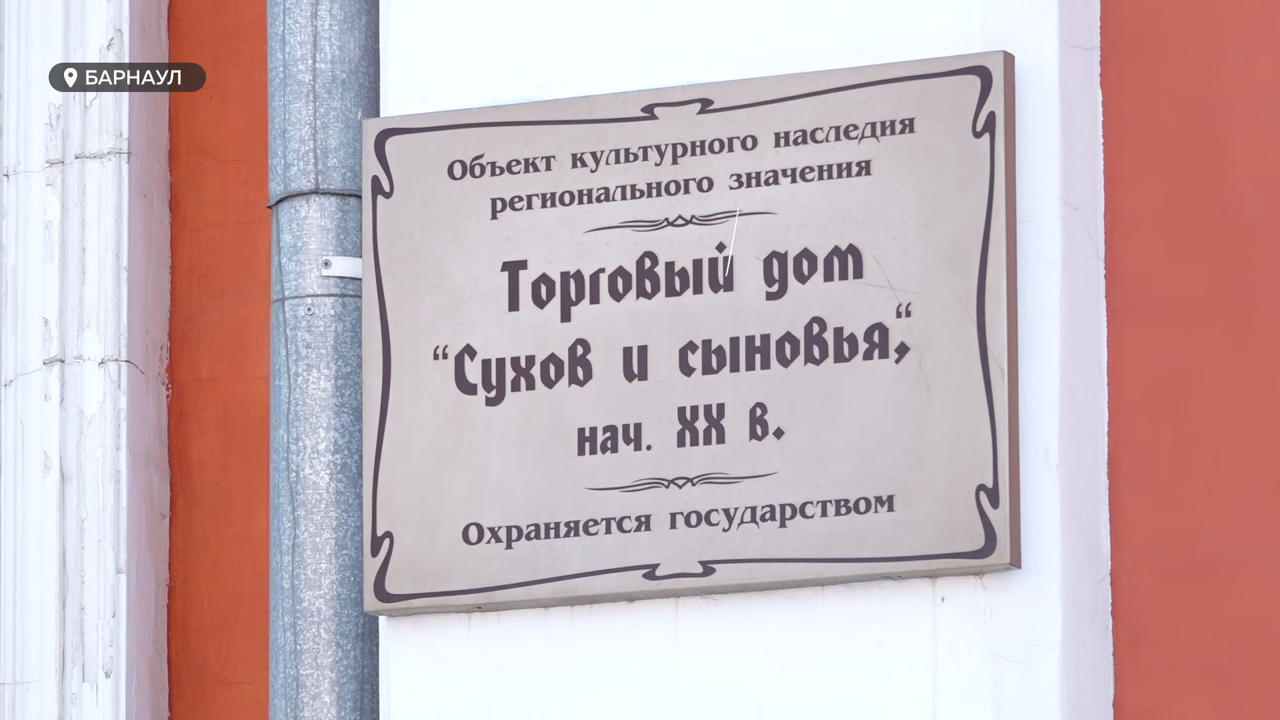 БАРНАУЛ
Объект культурного наследия
регионального значения
Торговый дом
“Сухов и сыновья,“
нач. XX в.
Охраняется государством